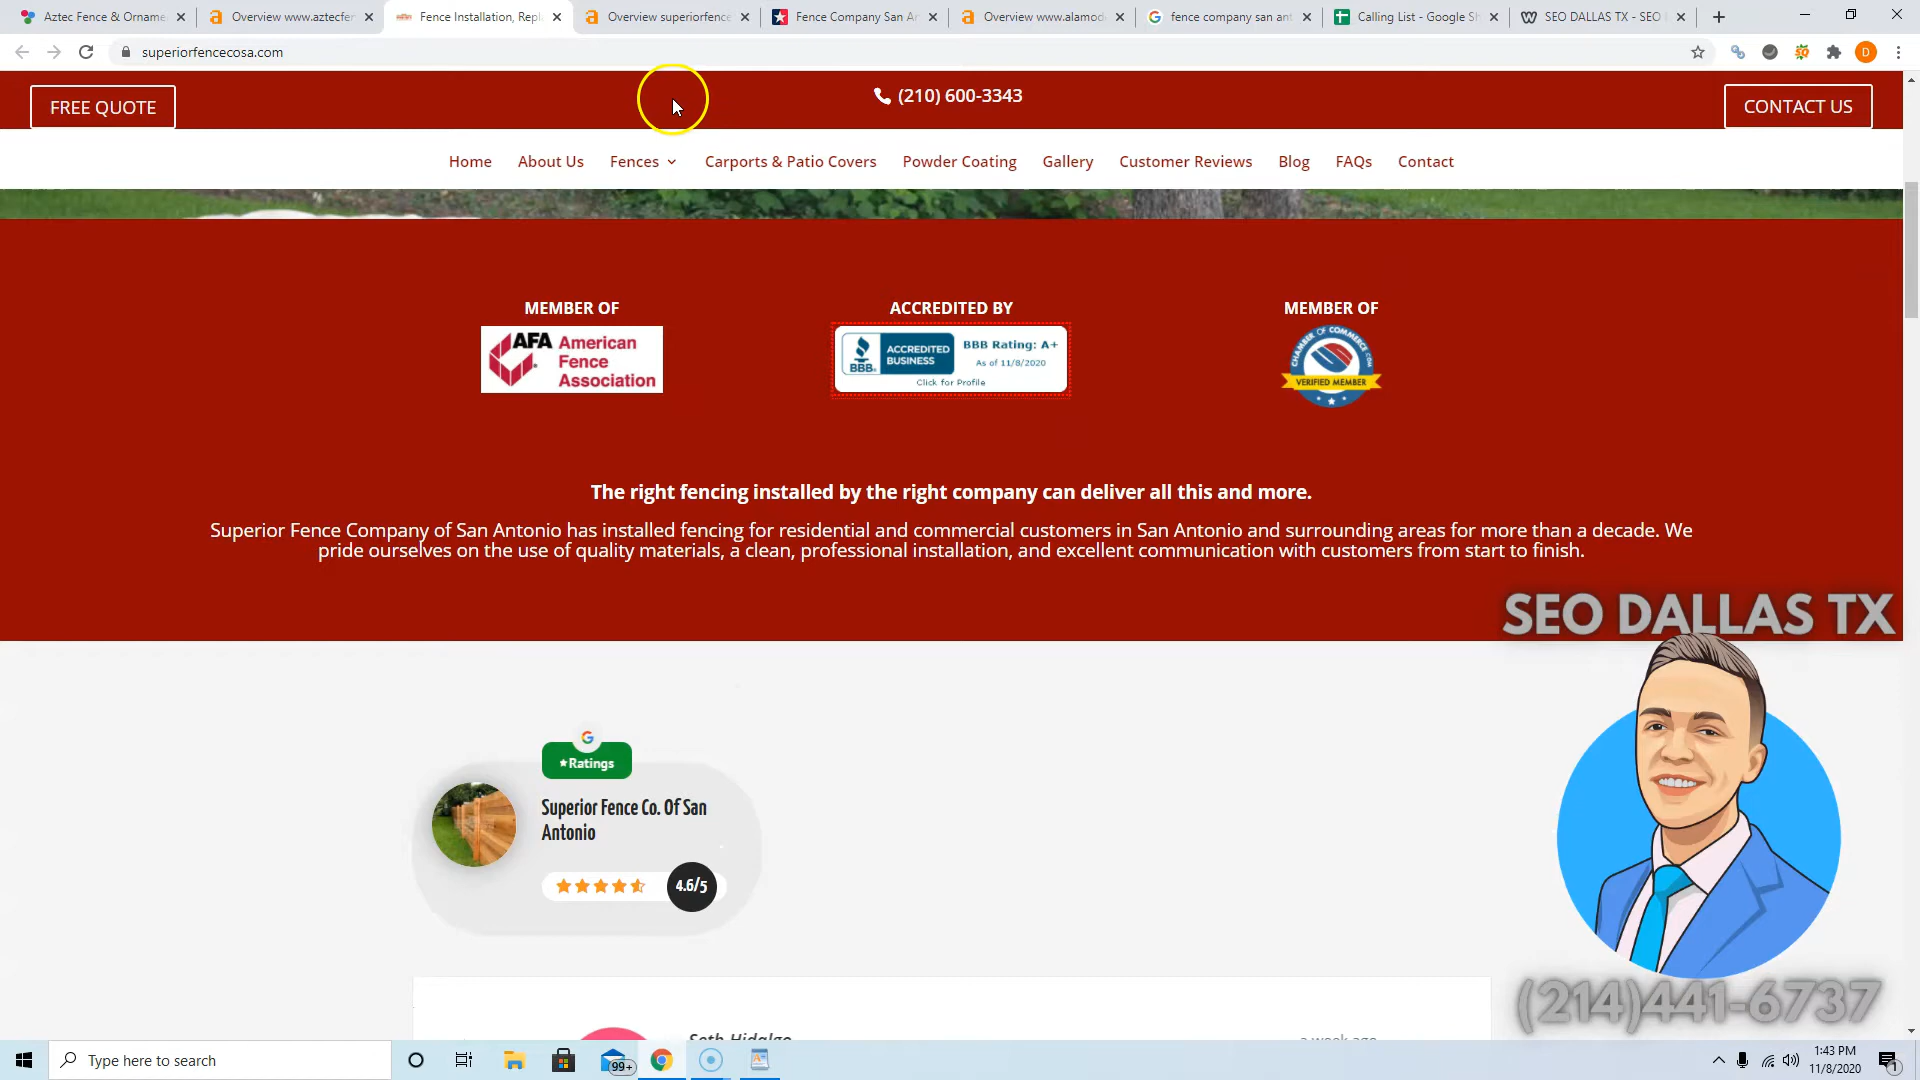 Aztec Fence & Orname
Overview www.aztecfen
Fence Installation, Repl
Overview superiorfence
Fence Company San An
Overview www.alamod
fence company san ant
Calling List - Google Sh
SEO DALLAS TX - SEO
superiorfencecosa.com
D
FREE QUOTE
(210) 600-3343
CONTACT US
Home About Us Fences Carports & Patio Covers Powder Coating Gallery Customer Reviews Blog FAQs Contact
MEMBER OF
ACCREDITED BY
MEMBER OF
AFA American
Fence
Association
BBB.
ACCREDITED
BUSINESS
BBB Rating: A+
As of 11/8/2020
Click for Profile
CHAMBER OF COMMERCE.COM
VERIFIED MEMBER
The right fencing installed by the right company can deliver all this and more.
Superior Fence Company of San Antonio has installed fencing for residential and commercial customers in San Antonio and surrounding areas for more than a decade. We
pride ourselves on the use of quality materials, a clean, professional installation, and excellent communication with customers from start to finish.
SEO DALLAS TX
G
★Ratings
Superior Fence Co. Of San
Antonio
4.6/5
Seth Hidalgo
a week ago
(214)441-6737
Type here to search
99+
1:43 PM
11/8/2020
1